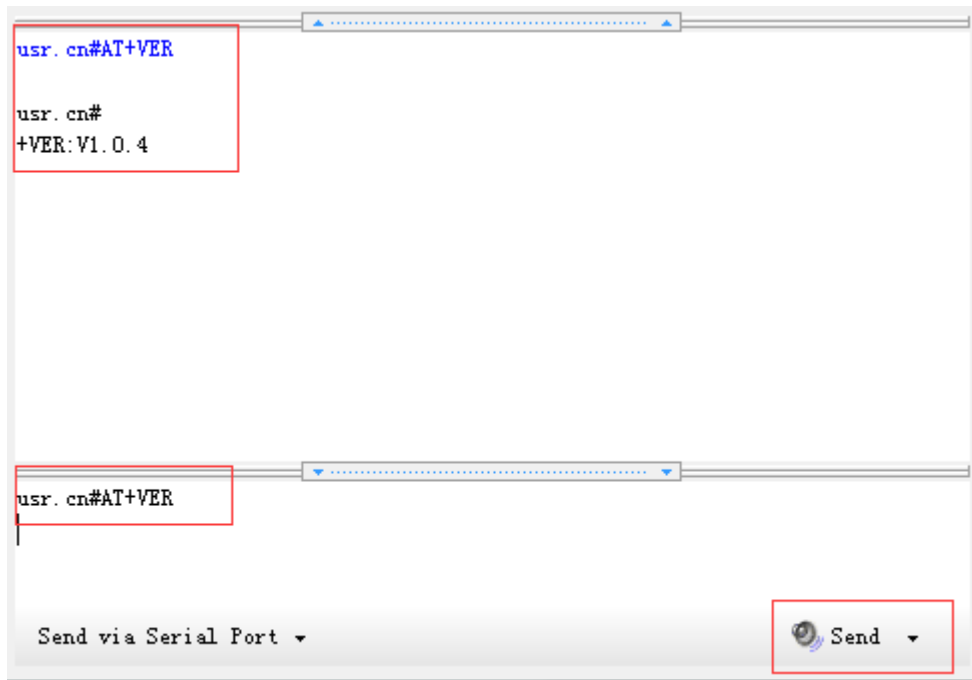 usr.cn#AT+VER
usr.cn#
+VER:V1.0.4
usr.cn#AT+VER
Send via Serial Port
Send